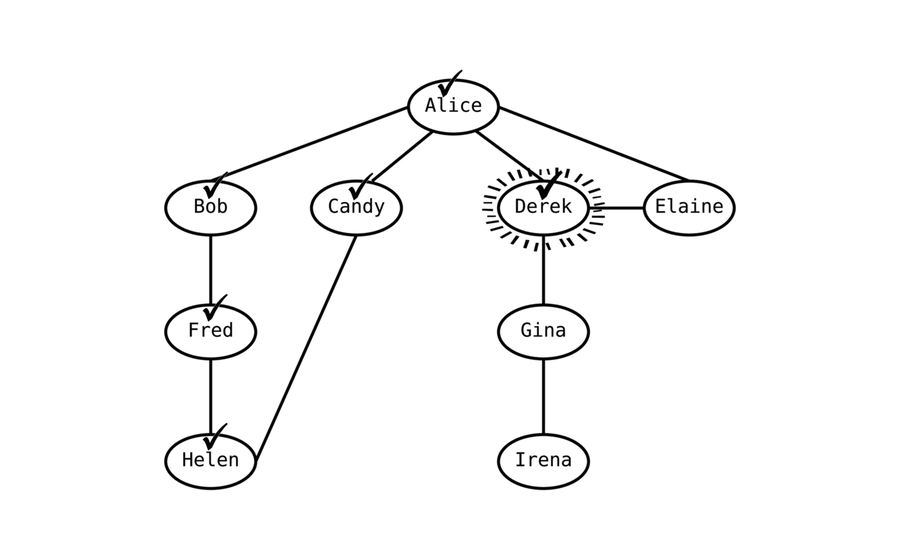 Alice
Bob
Candy
Derek
Elaine
Fred
Gina
Helen
Irena